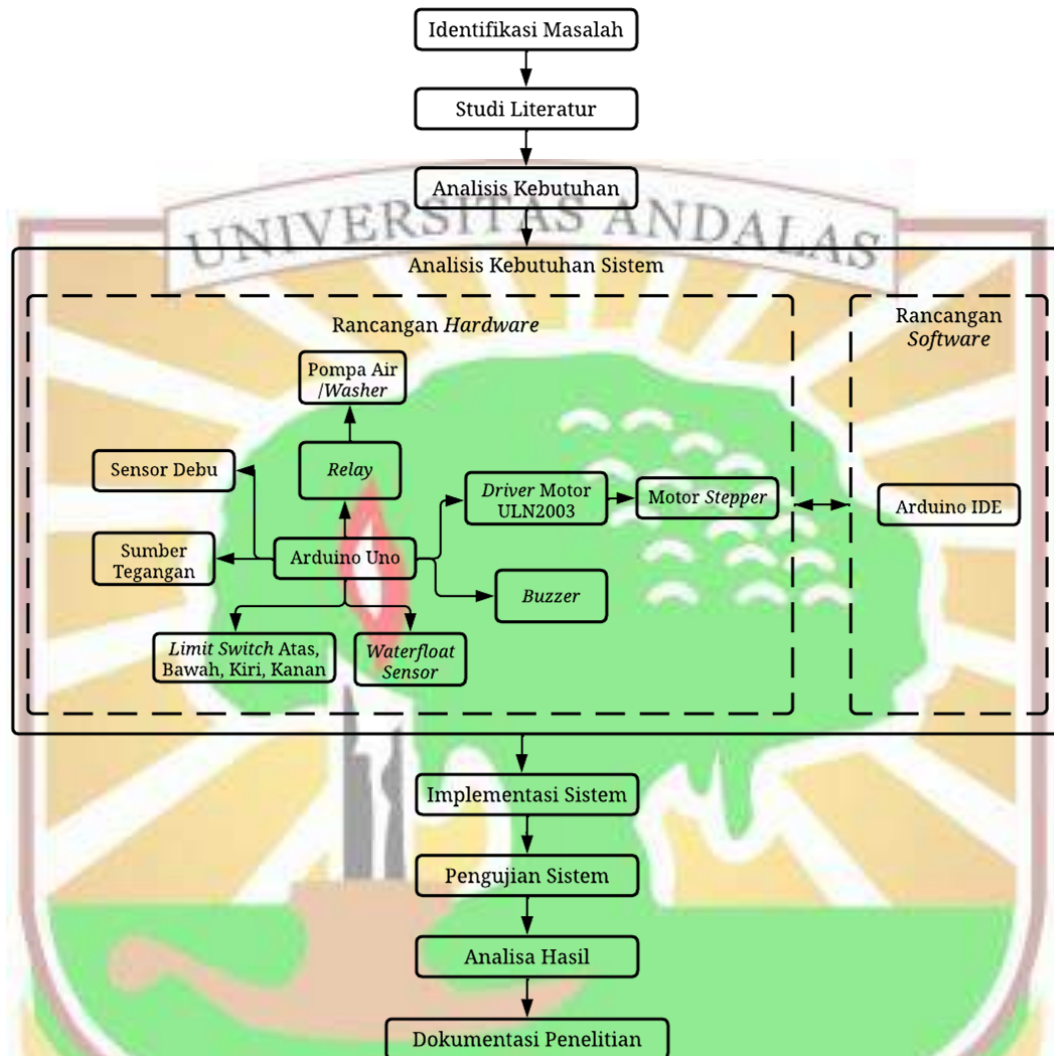 Identifikasi Masalah
Studi Literatur
Analisis Kebutuhan
UNIVERSITAS ANDALAS
Analisis Kebutuhan Sistem
Rancangan Hardware
Rancangan
Software
Pompa Air
/Washer
Sensor Debu
Relay
Driver Motor
ULN2003
Motor Stepper
Arduino IDE
Sumber
Tegangan
Arduino Uno
Buzzer
Limit Switch Atas,
Bawah, Kiri, Kanan
Waterfloat
Sensor
Implementasi Sistem
Pengujian Sistem
Analisa Hasil
Dokumentasi Penelitian